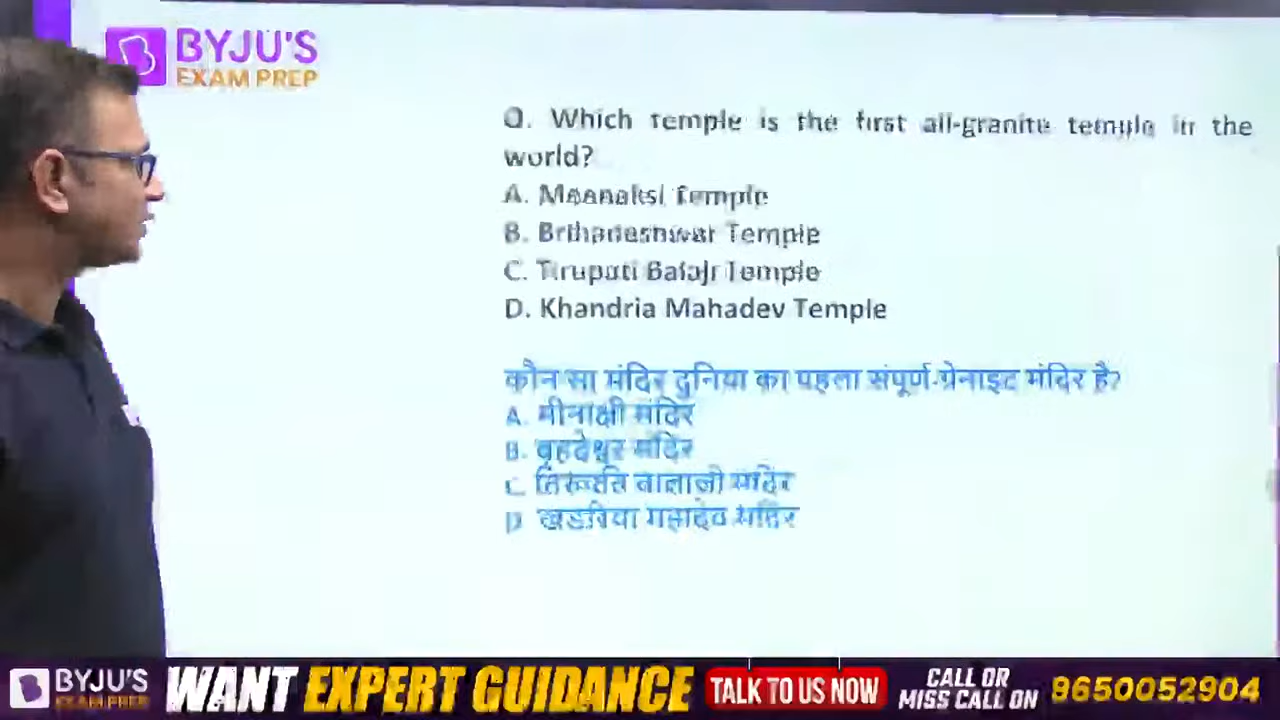 BYJU'S
EXAM PREP
Q. Which temple is the first all-granite temple in the
world?
A. Meenaksi Temple
B. Brihadeshwar Temple
C. Tirupati Balaji Temple
D. Khandria Mahadev Temple
कौन सा मंदिर दुनिया का पहला संपूर्ण-ग्रेनाइट मंदिर है?
A. मीनाक्षी मंदिर
B. बृहदेश्वर मंदिर
C. बालाजी मंदिर
D महादेव मंदिर
BYJU'S
EXAM PREP
WANT EXPERT GUIDANCE
TALK TO US NOW
CALL OR
MISS CALL ON
9650052904